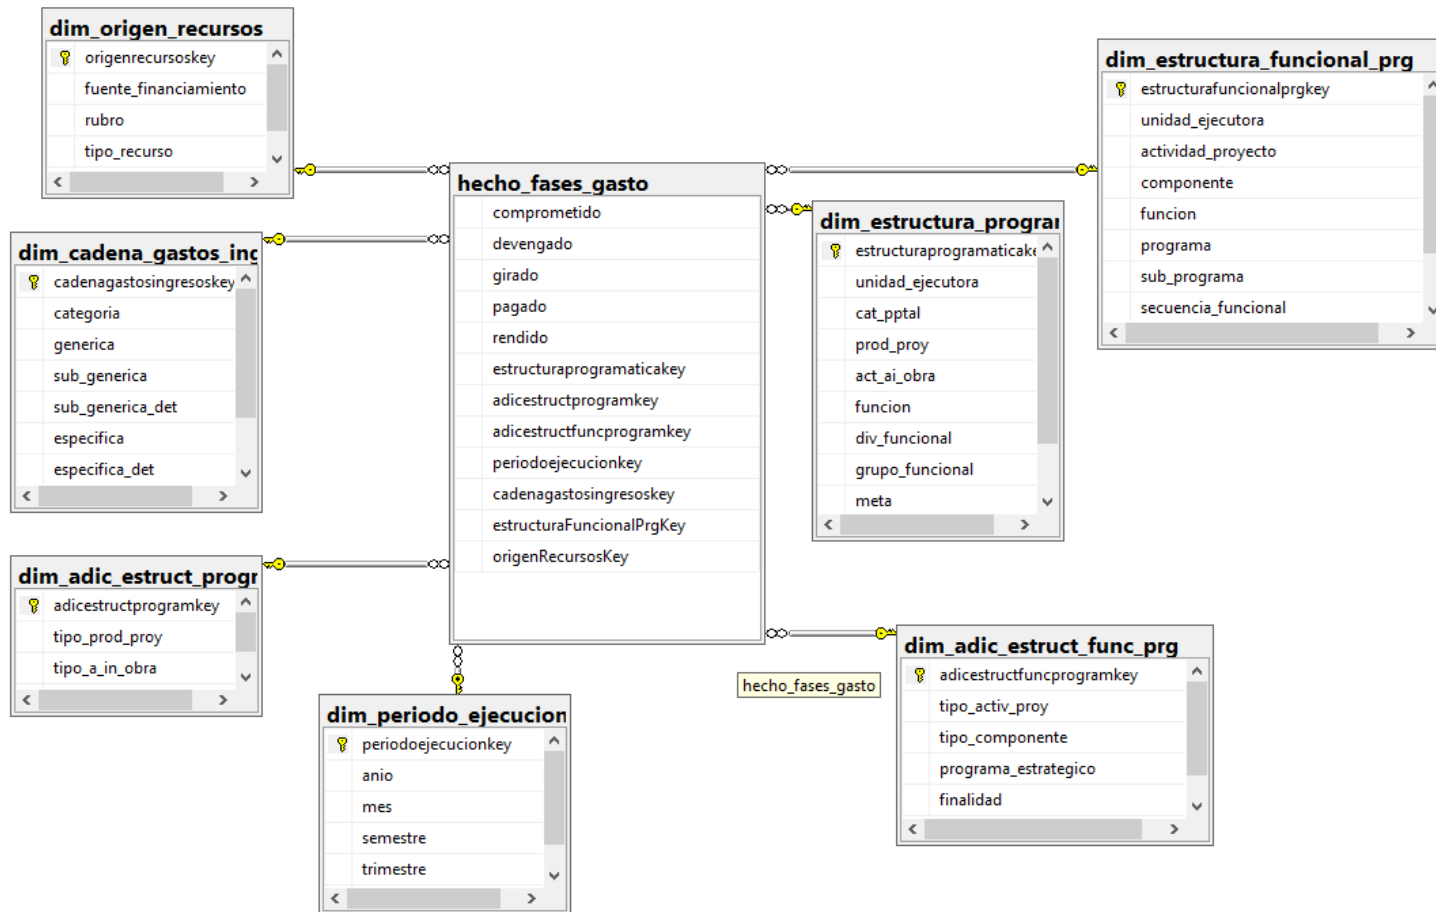 dim_origen_recursos
origenrecursoskey
fuente_financiamiento
rubro
tipo_recurso
dim_cadena_gastos_ing
cadenagastosingresoskey
categoria
generica
sub_generica
sub_generica_det
especifica
especifica_det
dim_adic_estruct_progr
adicestructprogramkey
tipo_prod_proy
tipo_a_in_obra
dim_periodo_ejecucion
periodoejecucionkey
anio
mes
semestre
trimestre
hecho_fases_gasto
comprometido
devengado
girado
pagado
rendido
estructuraprogramaticakey
adicestructprogramkey
adicestructfuncprogramkey
periodoejecucionkey
cadenagastosingresoskey
estructuraFuncionalPrgKey
origenRecursosKey
hecho_fases_gasto
dim_estructura_prograr
estructuraprogramaticake
unidad_ejecutora
cat_pptal
prod_proy
act_ai_obra
funcion
div_funcional
grupo_funcional
meta
dim_estructura_funcional_prg
estructurafuncionalprgkey
unidad_ejecutora
actividad_proyecto
componente
funcion
programa
sub_programa
secuencia_funcional
dim_adic_estruct_func_prg
adicestructfuncprogramkey
tipo_activ_proy
tipo_componente
programa_estrategico
finalidad